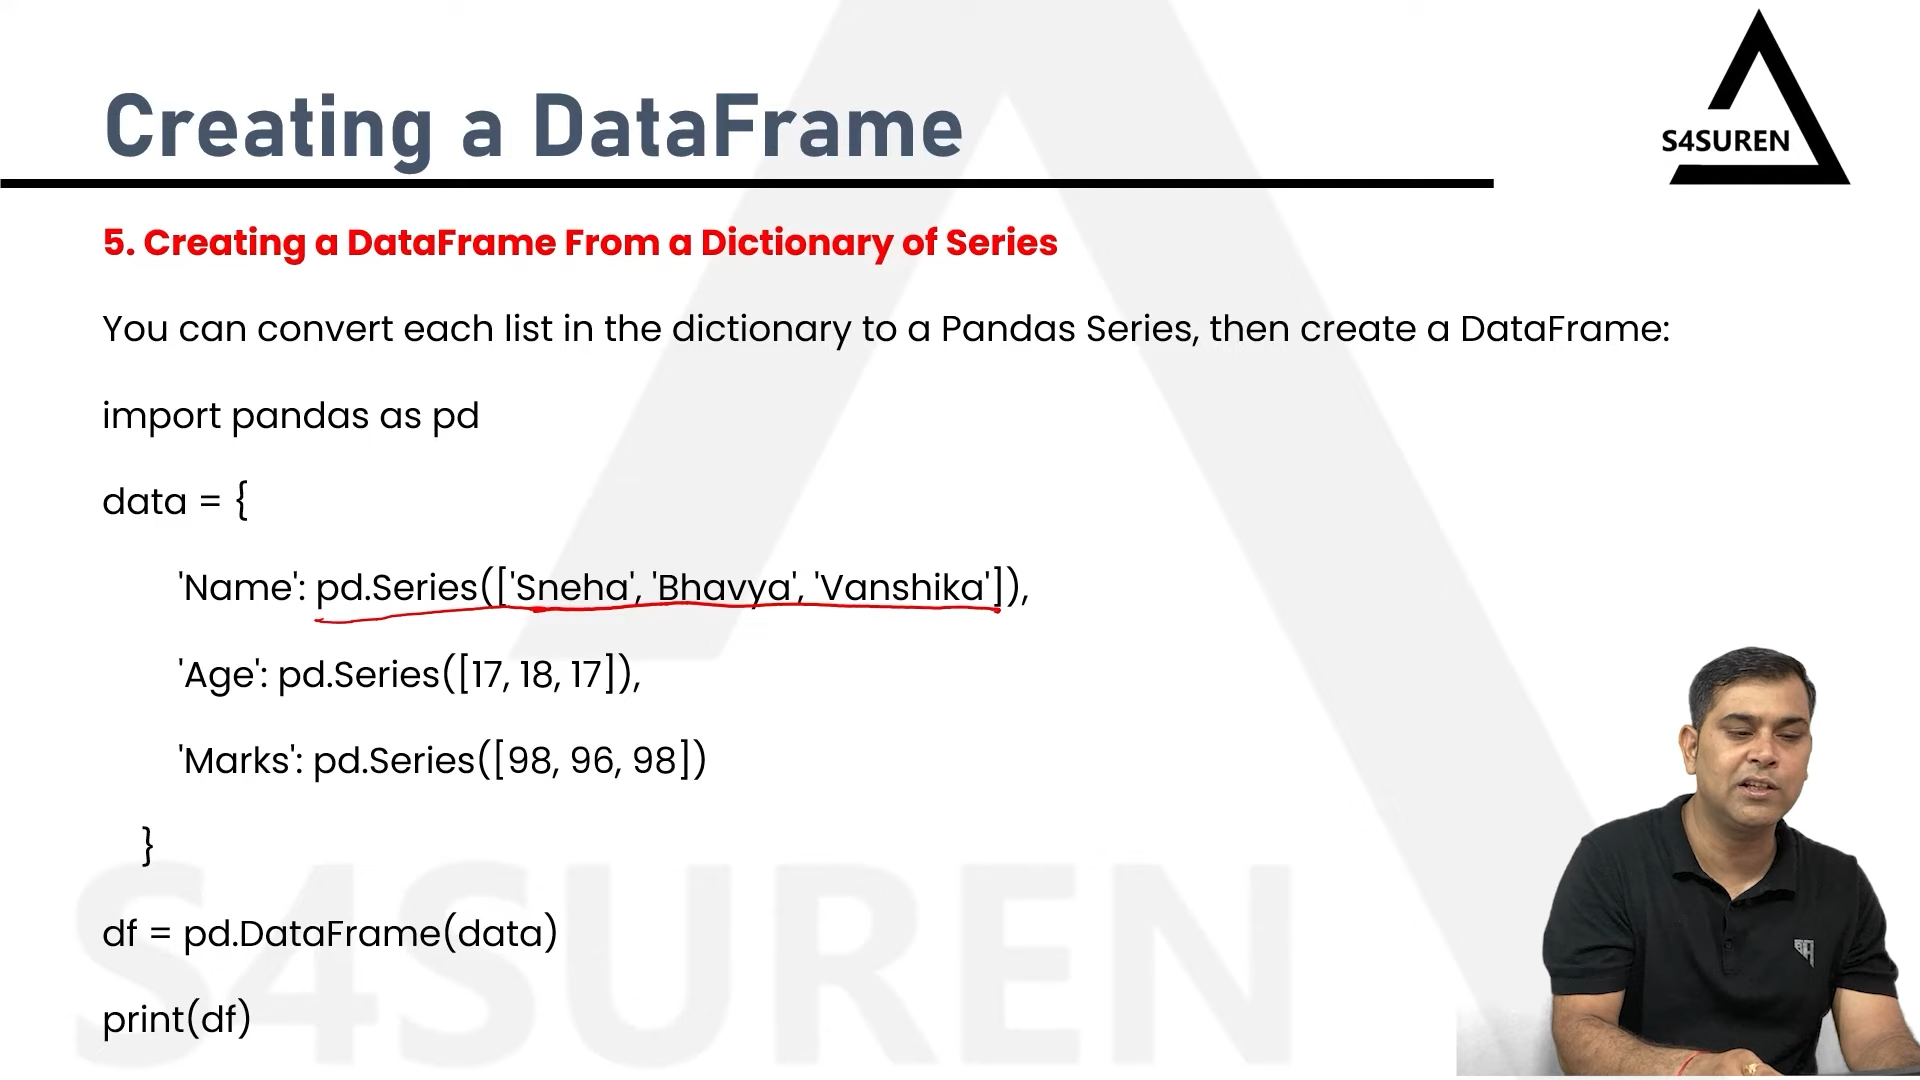 Creating a DataFrame
S4SUREN
5. Creating a DataFrame From a Dictionary of Series
You can convert each list in the dictionary to a Pandas Series, then create a DataFrame:
import pandas as pd
data = {
'Name': pd.Series(['Sneha', 'Bhavya', 'Vanshika']),
'Age': pd.Series([17, 18, 17]),
'Marks': pd.Series([98, 96, 98])
}
df = pd.DataFrame(data)
print(df)
S4SUREN